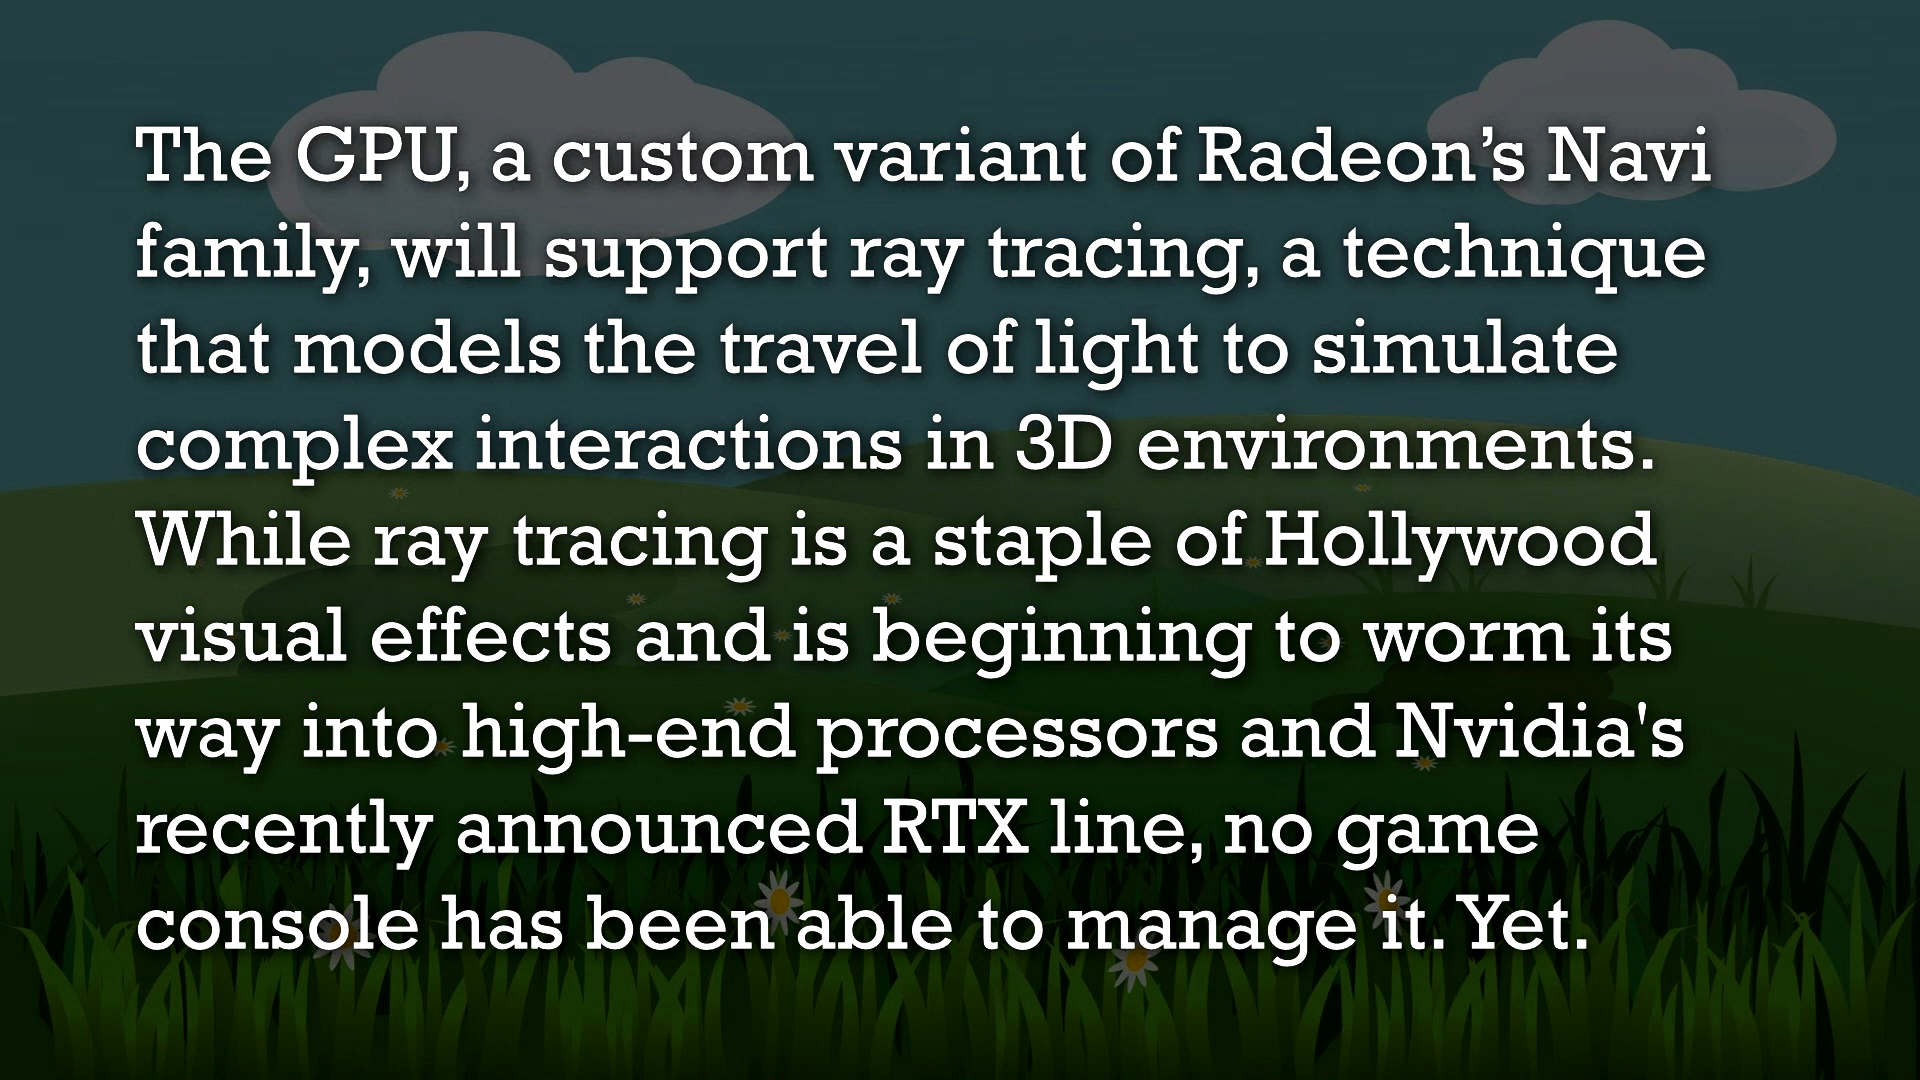 The GPU, a custom variant of Radeon’s Navi
family, will support ray tracing, a technique
that models the travel of light to simulate
complex interactions in 3D environments.
While ray tracing is a staple of Hollywood
visual effects and is beginning to worm its
way into high-end processors and Nvidia's
recently announced RTX line, no game
console has been able to manage it. Yet.